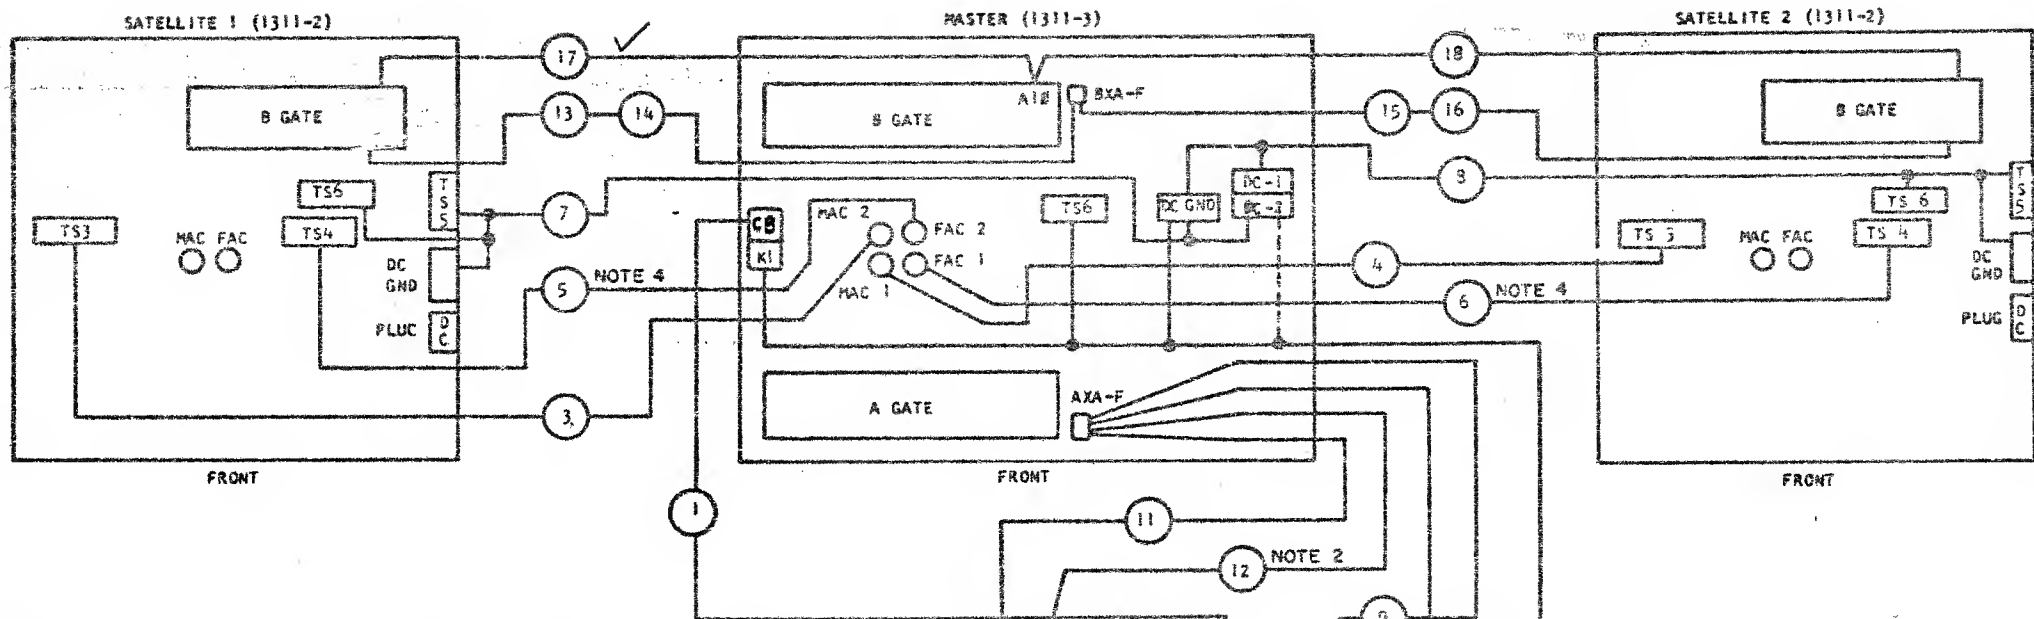 SATELLITE 1 (1311-2)
MASTER (1311-3)
SATELLITE 2 (1311-2)
17
18
13
14
15
16
B GATE
B GATE
A12
BXA-F
B GATE
TS6
TS5
TS3
TS4
MAC FAC
DC GND
PLUG
DC
7
5
NOTE 4
3
CB
K1
MAC 2
FAC 2
FAC 1
MAC 1
TS6
DC GND
DC-1
DC-2
8
4
6
NOTE 4
TS 3
MAC FAC
TS 6
TS 4
TS5
DC GND
PLUG
DC
A GATE
AXA-F
FRONT
FRONT
FRONT
1
11
12
NOTE 2